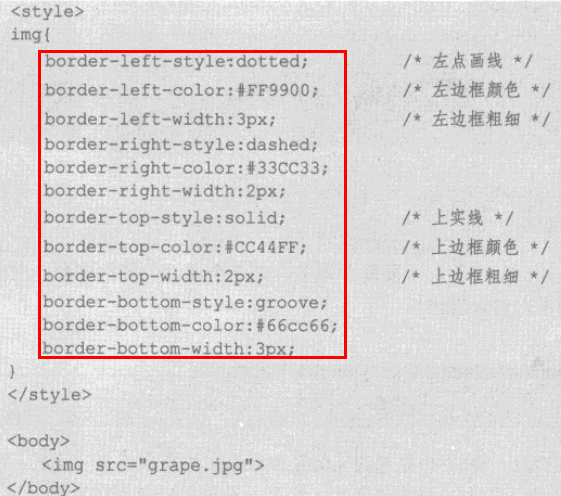 <style>
img{
border-left-style:dotted; /* 左点画线 */
border-left-color:#FF9900; /* 左边框颜色 */
border-left-width:3px; /* 左边框粗细 */
border-right-style:dashed;
border-right-color:#33CC33;
border-right-width:2px;
border-top-style:solid; /* 上实线 */
border-top-color:#CC44FF; /* 上边框颜色 */
border-top-width:2px; /* 上边框粗细 */
border-bottom-style:groove;
border-bottom-color:#66cc66;
border-bottom-width:3px;
}
</style>
<body>
<img src="grape.jpg">
</body>